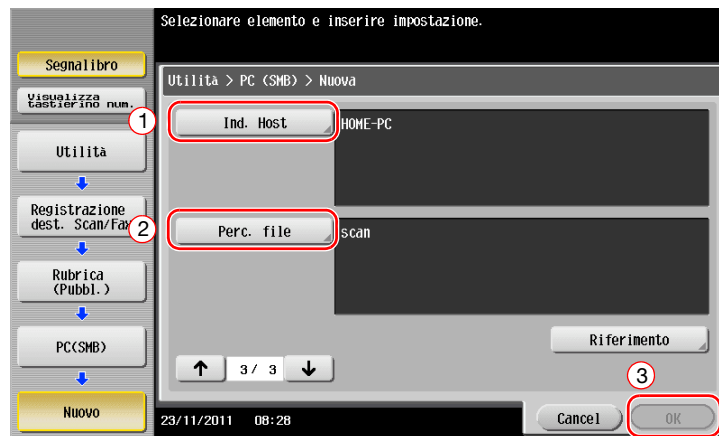 Selezionare elemento e inserire impostazione.
Segnalibro
Visualizza
tastierino num.
Utilità
Registrazione
dest. Scan/Fax
Rubrica
(Pubbl.)
PC(SMB)
Nuovo
Utilità > PC (SMB) > Nuova
1
Ind. Host
HOME-PC
2
Perc. file
scan
Riferimento
↑ 3/ 3 ↓
3
23/11/2011 08:28
Cancel
OK